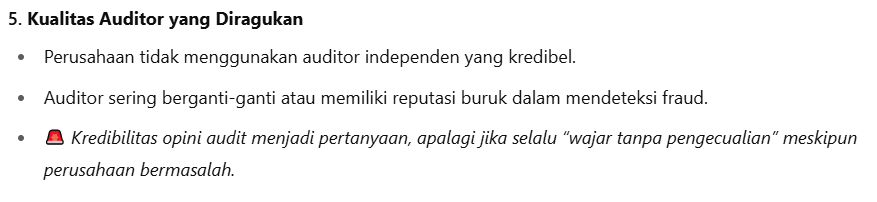 5. Kualitas Auditor yang Diragukan
• Perusahaan tidak menggunakan auditor independen yang kredibel.
• Auditor sering berganti-ganti atau memiliki reputasi buruk dalam mendeteksi fraud.
• 🚨 Kredibilitas opini audit menjadi pertanyaan, apalagi jika selalu “wajar tanpa pengecualian” meskipun
perusahaan bermasalah.